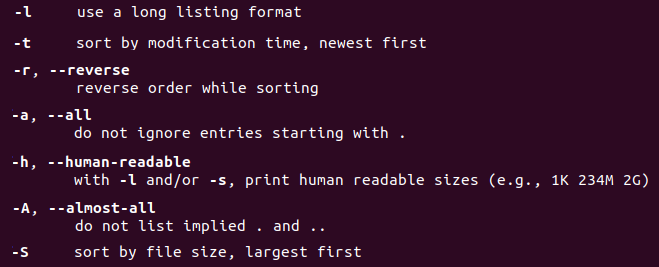 -l use a long listing format
-t sort by modification time, newest first
-r, --reverse
reverse order while sorting
-a, --all
do not ignore entries starting with .
-h, --human-readable
with -l and/or -s, print human readable sizes (e.g., 1K 234M 2G)
-A, --almost-all
do not list implied . and ..
-S sort by file size, largest first